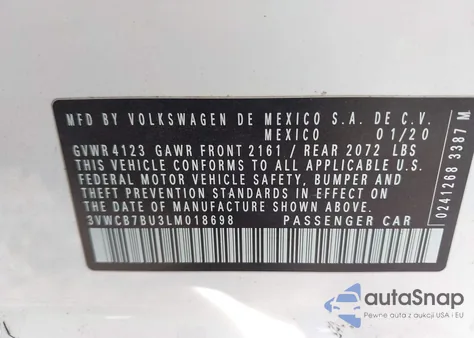 MFD BY VOLKSWAGEN DE MEXICO S.A. DE C.V.
MEXICO 01/20
GVWR 4123 GAWR FRONT 2161 / REAR 2072 LBS
THIS VEHICLE CONFORMS TO ALL APPLICABLE
FEDERAL MOTOR VEHICLE SAFETY, BUMPER AND
THEFT PREVENTION STANDARDS IN EFFECT ON
THE DATE OF MANUFACTURE SHOWN ABOVE
3VWCB7BU3LM018698 PASSENGER CAR
0241268 3387 M
autoSnap
Pewne auta z aukcji USA i EU